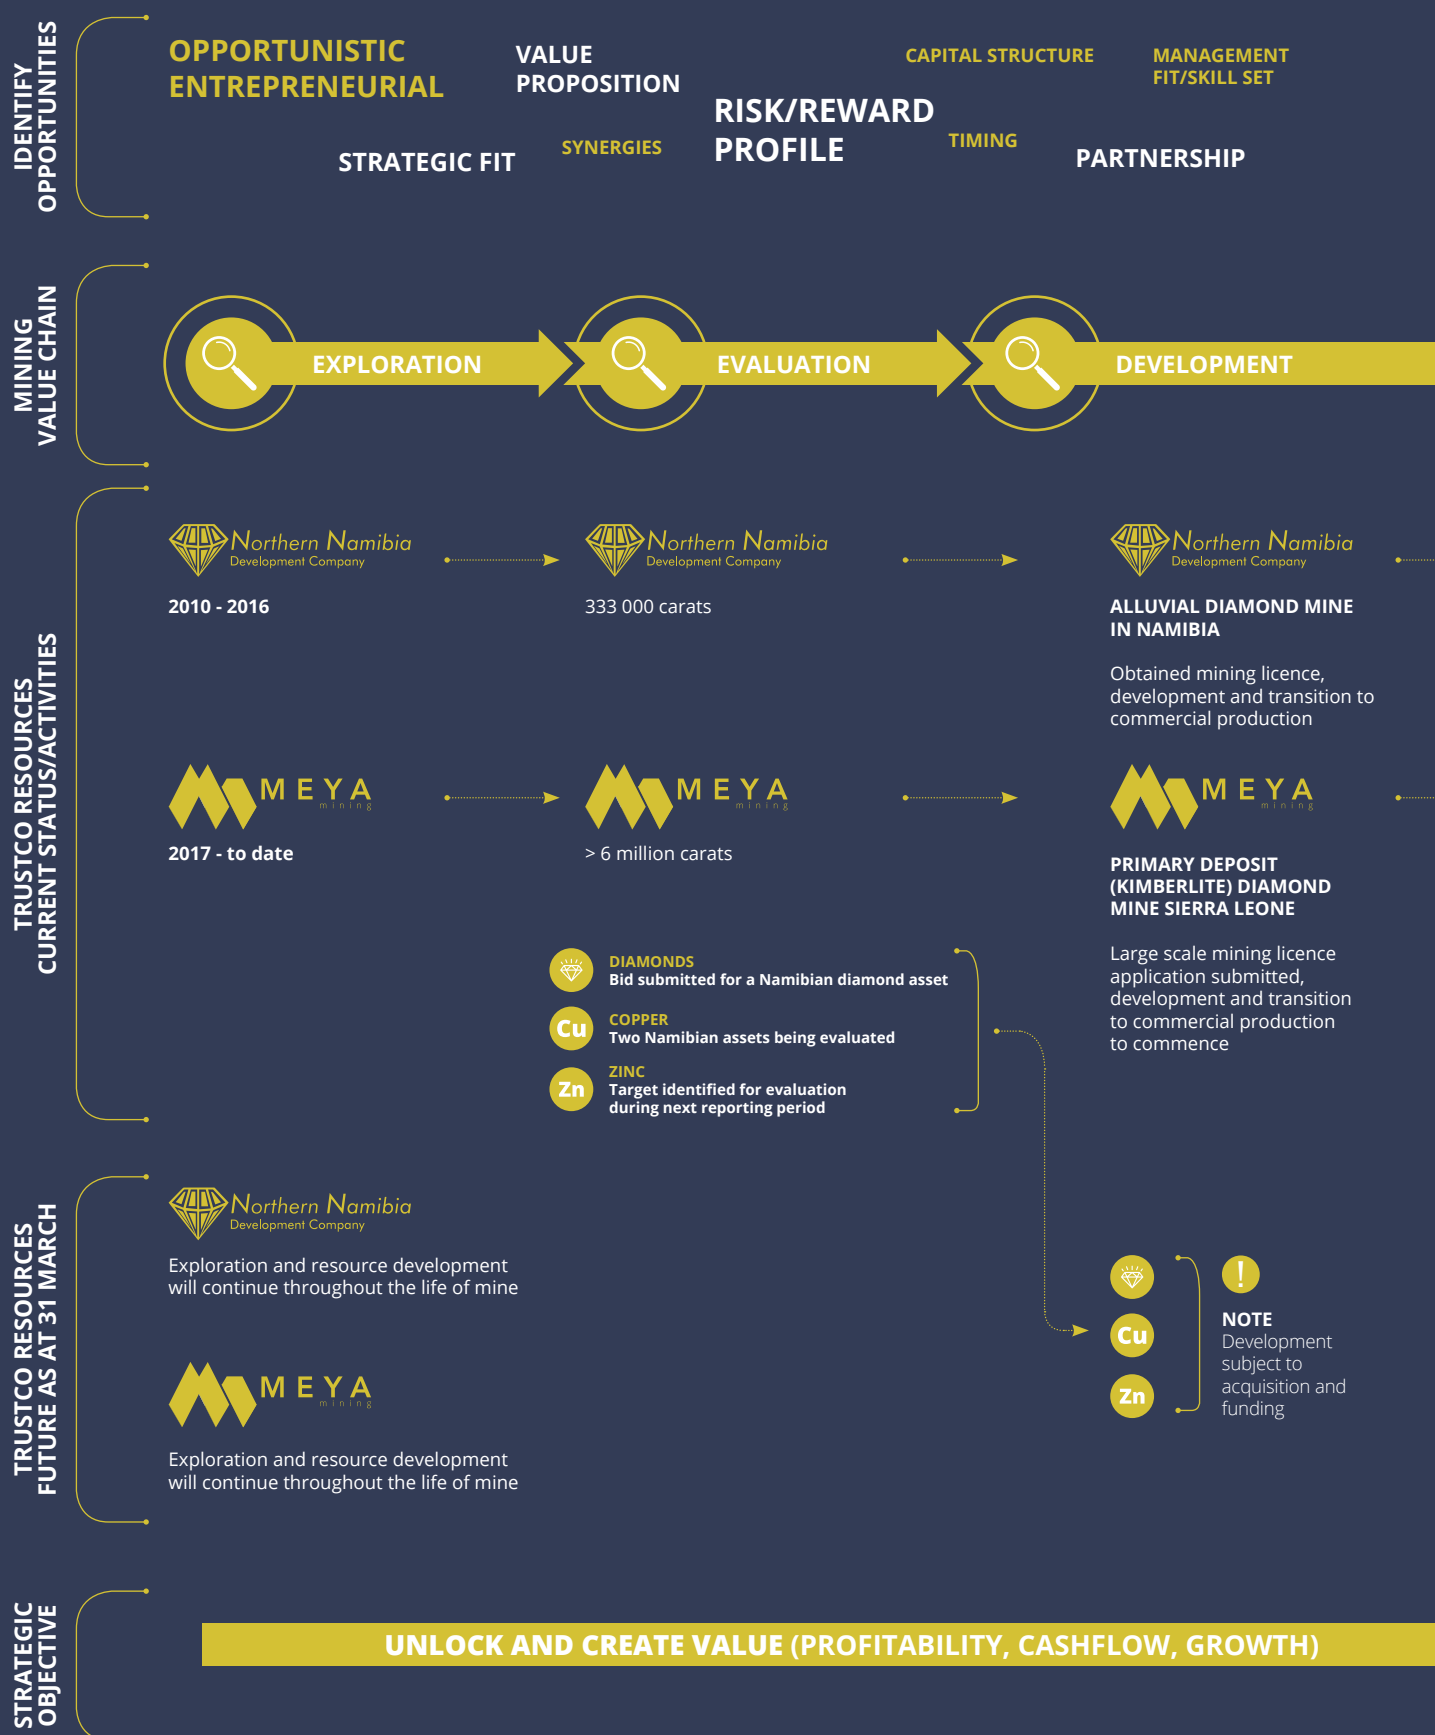 IDENTIFY
OPPORTUNITIES
OPPORTUNISTIC
ENTREPRENEURIAL
VALUE
PROPOSITION
CAPITAL STRUCTURE
MANAGEMENT
FIT/SKILL SET
RISK/REWARD
PROFILE
STRATEGIC FIT
SYNERGIES
TIMING
PARTNERSHIP
MINING
VALUE CHAIN
EXPLORATION
EVALUATION
DEVELOPMENT
TRUSTCO RESOURCES
CURRENT STATUS/ACTIVITIES
Northern Namibia
Development Company
2010 - 2016
Northern Namibia
Development Company
333 000 carats
Northern Namibia
Development Company
ALLUVIAL DIAMOND MINE
IN NAMIBIA
Obtained mining licence,
development and transition to
commercial production
MEYA
mining
2017 - to date
MEYA
mining
> 6 million carats
MEYA
mining
PRIMARY DEPOSIT
(KIMBERLITE) DIAMOND
MINE SIERRA LEONE
Large scale mining licence
application submitted,
development and transition
to commercial production
to commence
DIAMONDS
Bid submitted for a Namibian diamond asset
Cu
COPPER
Two Namibian assets being evaluated
Zn
ZINC
Target identified for evaluation
during next reporting period
TRUSTCO RESOURCES
FUTURE AS AT 31 MARCH
Northern Namibia
Development Company
Exploration and resource development
will continue throughout the life of mine
MEYA
mining
Exploration and resource development
will continue throughout the life of mine
Cu
Zn
!
NOTE
Development
subject to
acquisition and
funding
STRATEGIC
OBJECTIVE
UNLOCK AND CREATE VALUE (PROFITABILITY, CASHFLOW, GROWTH)